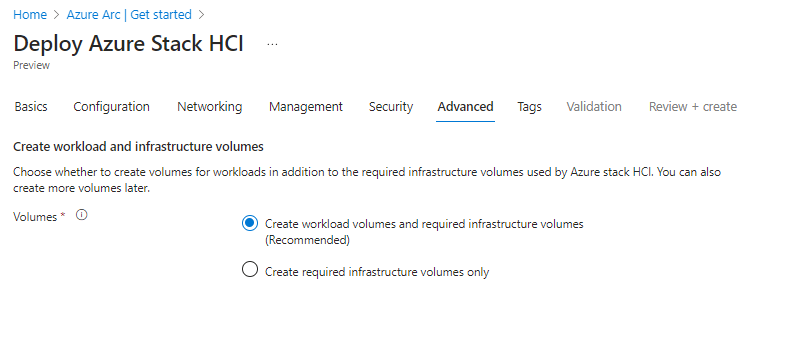 Home > Azure Arc | Get started >
Deploy Azure Stack HCI ...
Preview
Basics Configuration Networking Management Security Advanced Tags Validation Review + create
Create workload and infrastructure volumes
Choose whether to create volumes for workloads in addition to the required infrastructure volumes used by Azure stack HCI. You can also
create more volumes later.
Volumes *
Create workload volumes and required infrastructure volumes
(Recommended)
Create required infrastructure volumes only